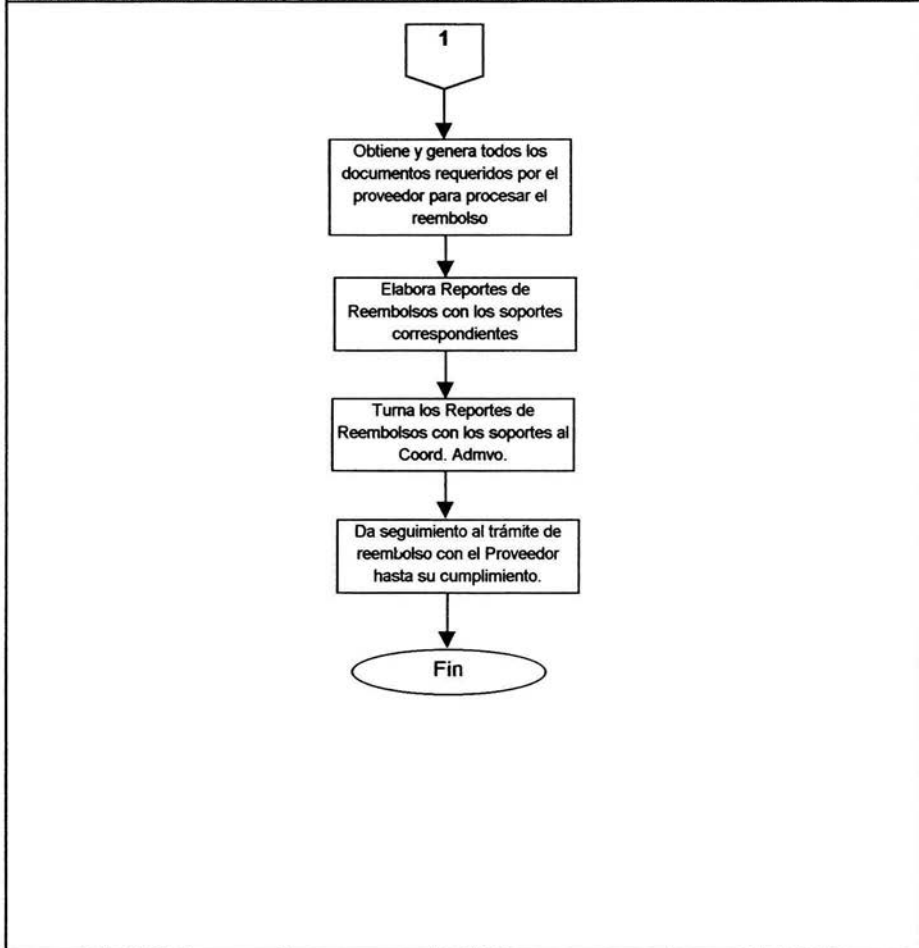 1
Obtiene y genera todos los
documentos requeridos por el
proveedor para procesar el
reembolso
Elabora Reportes de
Reembolsos con los soportes
correspondientes
Turna los Reportes de
Reembolsos con los soportes al
Coord. Admvo.
Da seguimiento al trámite de
reembolso con el Proveedor
hasta su cumplimiento.
Fin